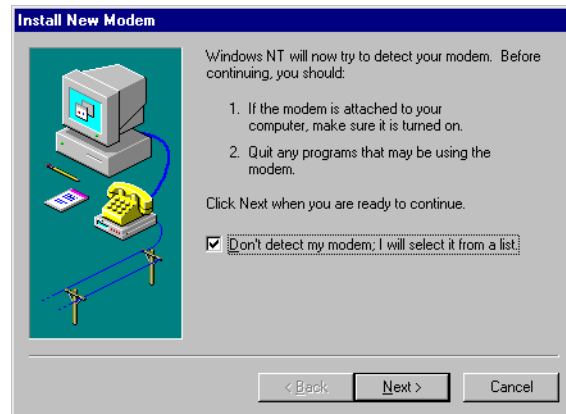 Install New Modem
Windows NT will now try to detect your modem. Before
continuing, you should:
1. If the modem is attached to your
computer, make sure it is turned on.
2. Quit any programs that may be using the
modem.
Click Next when you are ready to continue.
Don't detect my modem; I will select it from a list.
< Back
Next >
Cancel